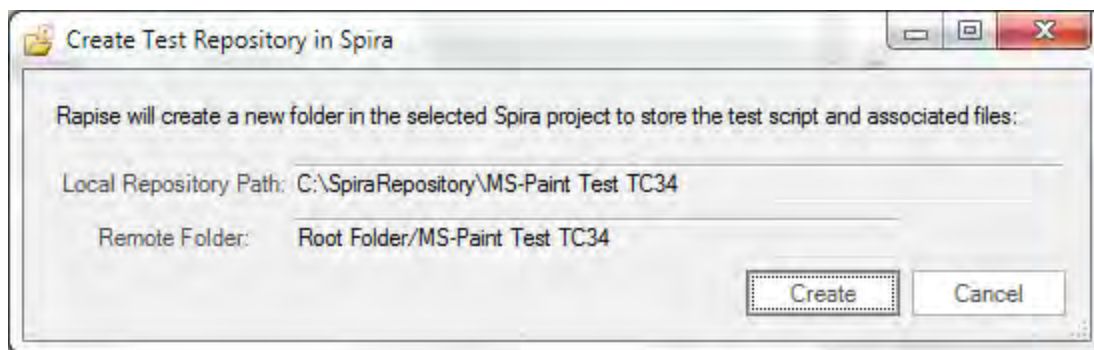 Create Test Repository in Spira
Rapise will create a new folder in the selected Spira project to store the test script and associated files:
Local Repository Path: C:\SpiraRepository\MS-Paint Test TC34
Remote Folder: Root Folder/MS-Paint Test TC34
Create Cancel